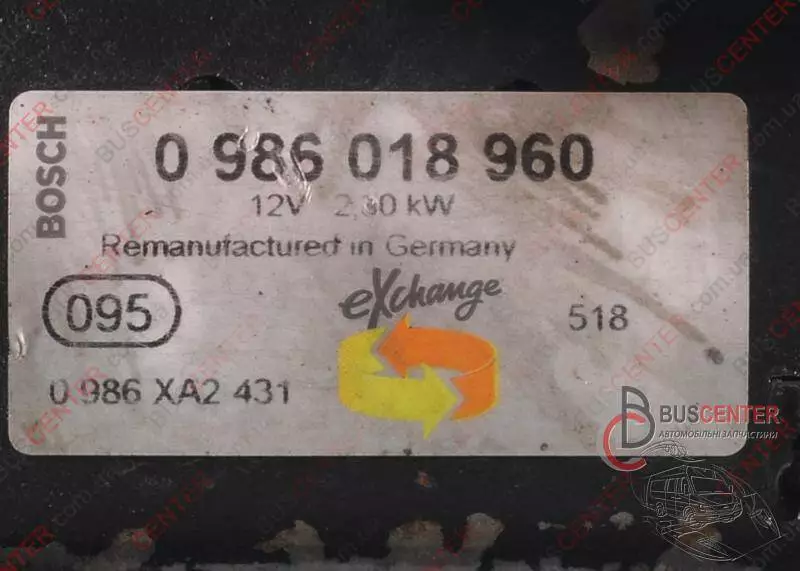 BOSCH
0 986 018 960
12V 2,30 kW
Remanufactured in Germany
095
eXchange
518
0 986 XA2 431
BUSCENTER
АВТОМОБІЛЬНІ ЗАПЧАСТИНИ